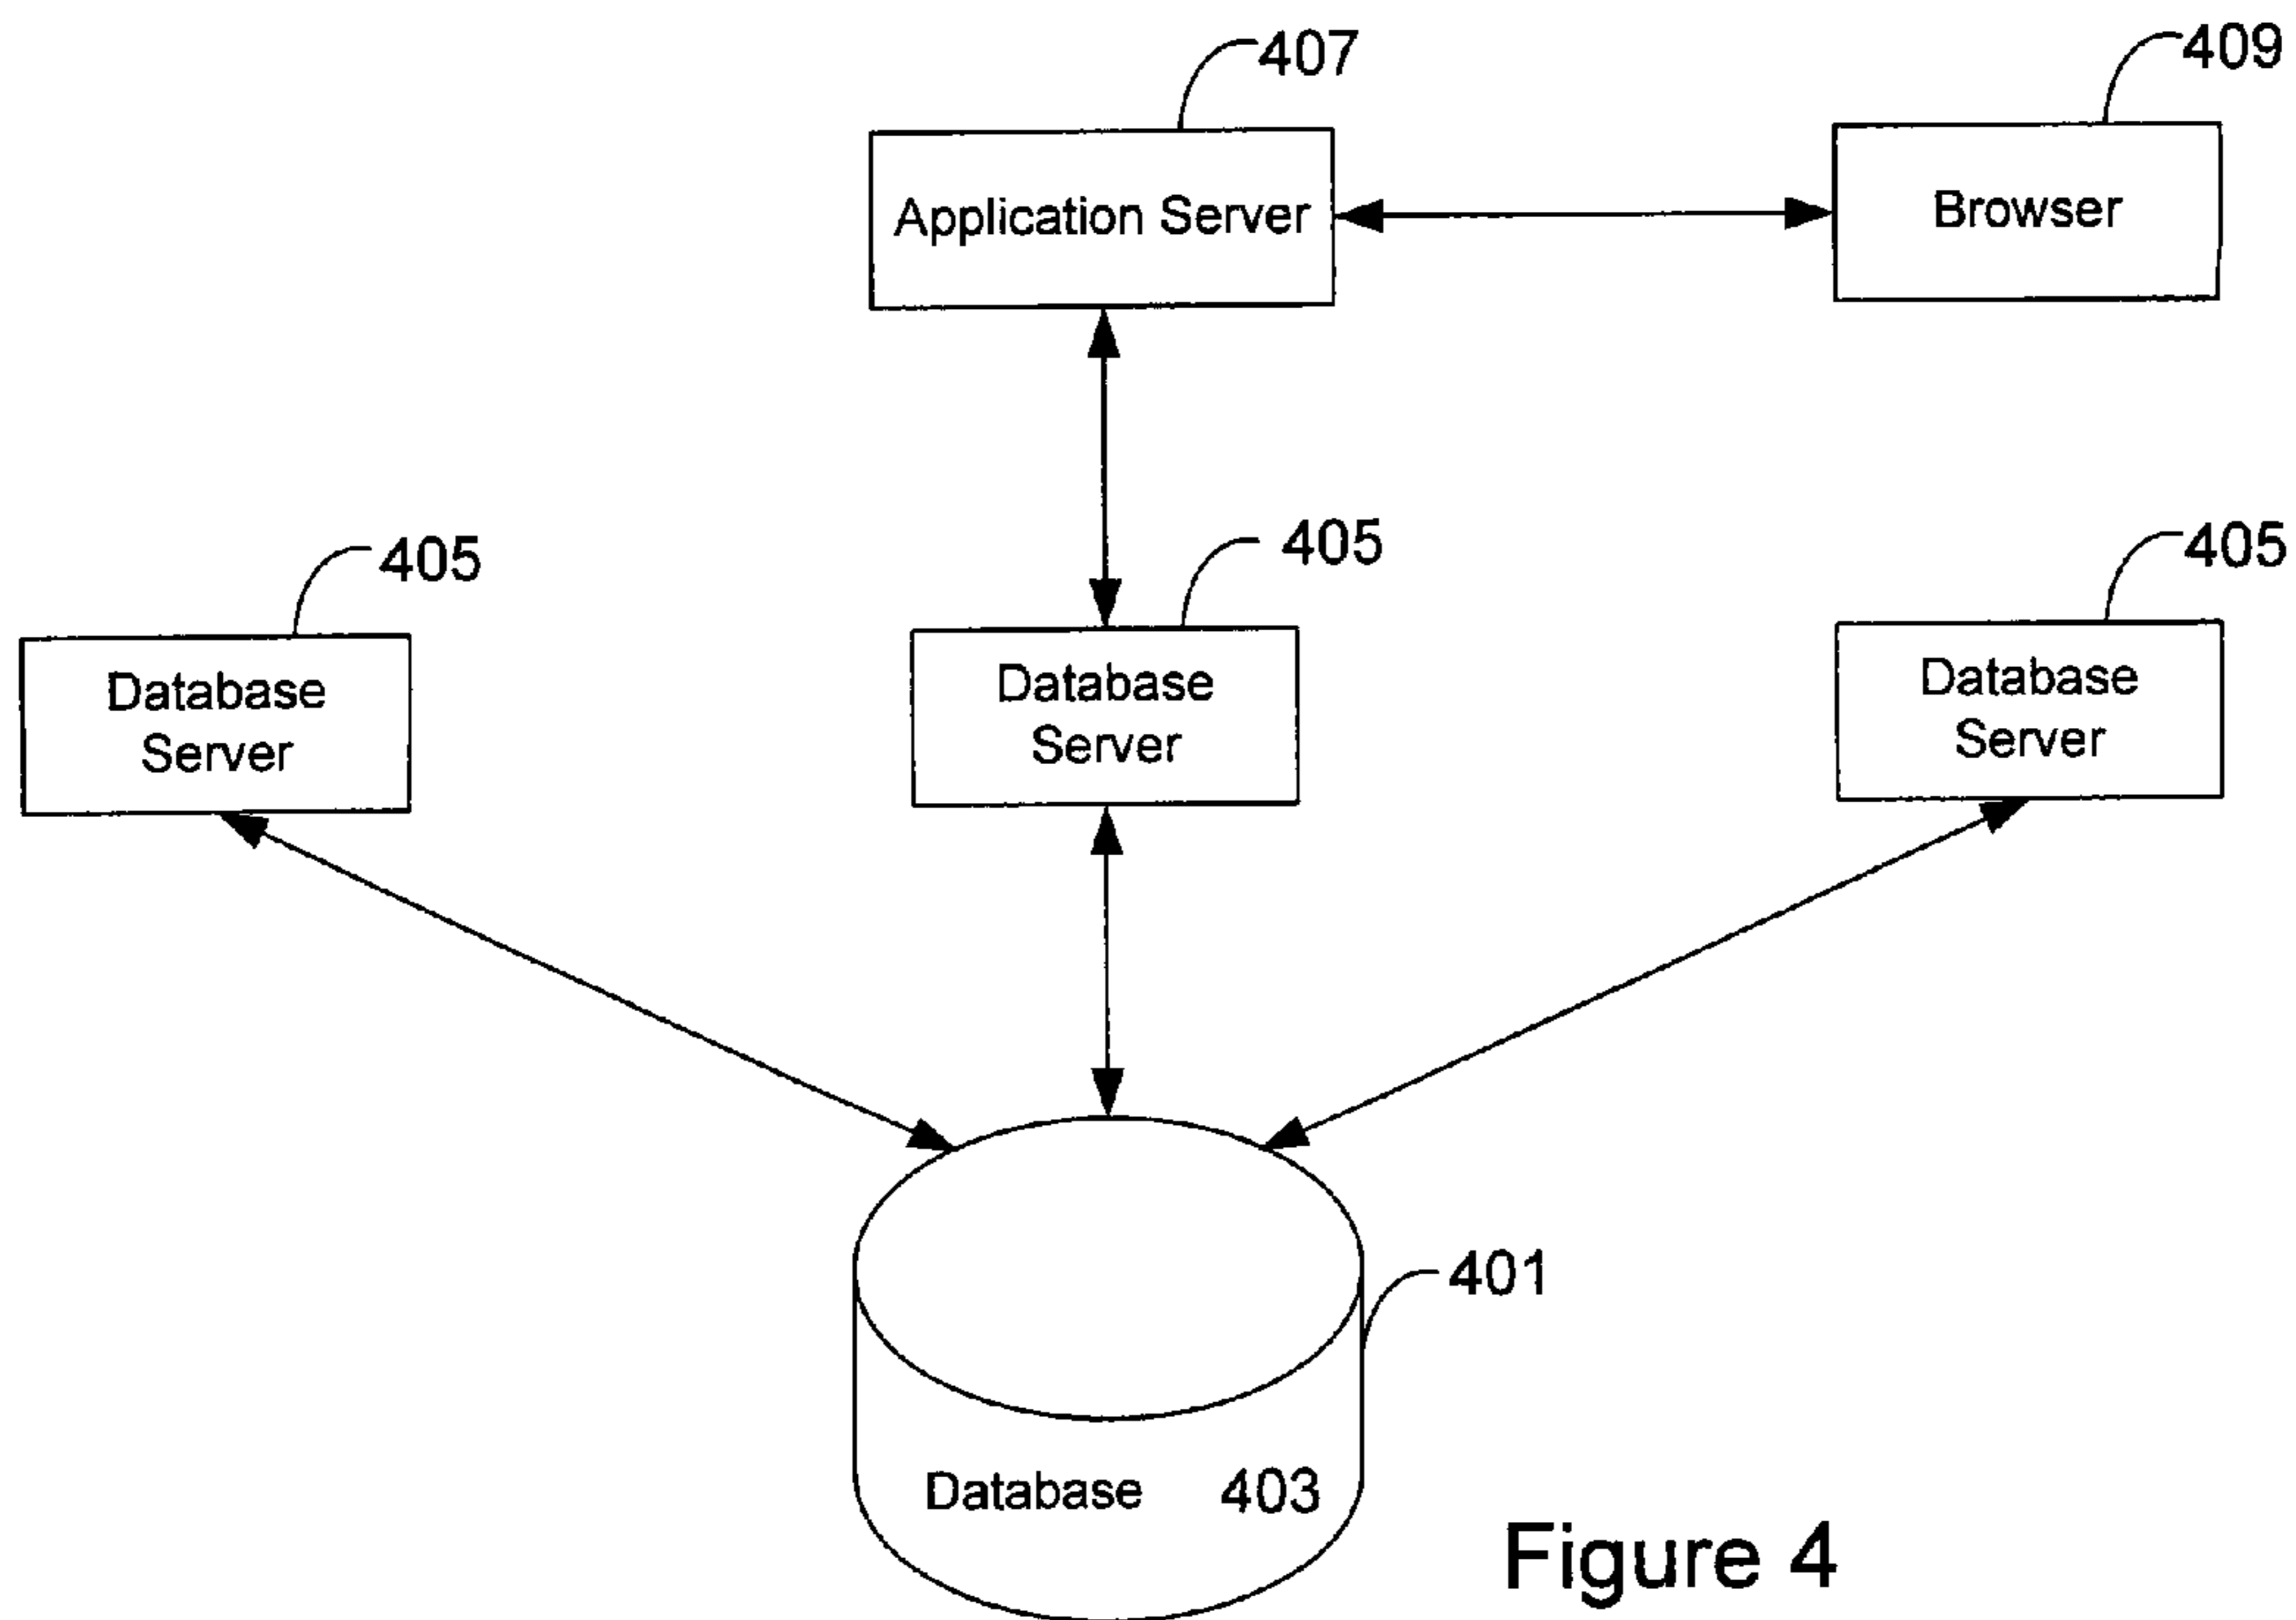 407
409
Application Server
Browser
405
405
405
Database
Server
Database
Server
Database
Server
401
Database 403
Figure 4